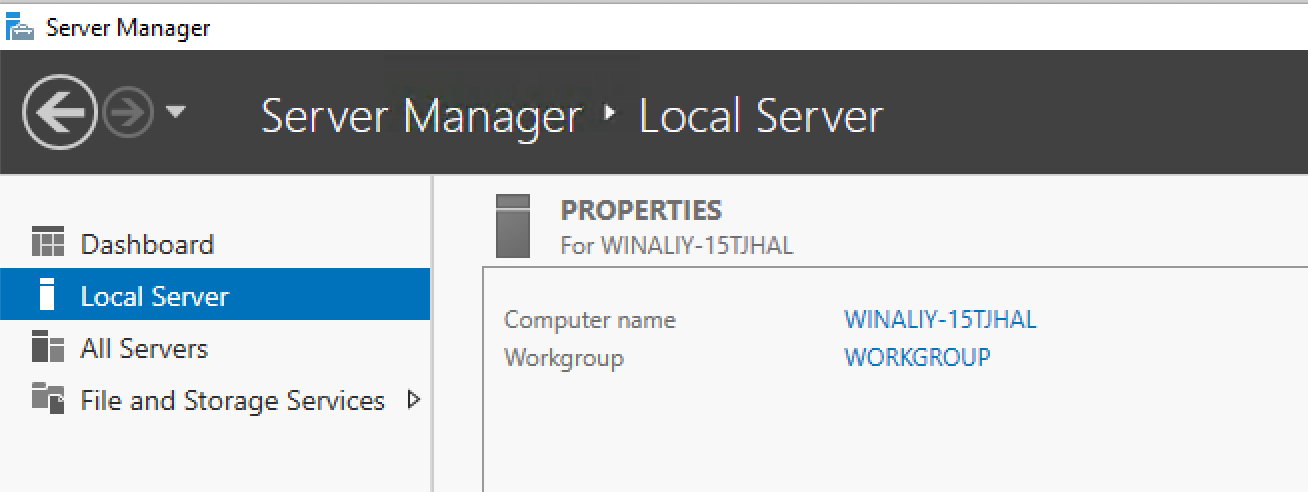 Server Manager
Server Manager ‣ Local Server
Dashboard
Local Server
All Servers
File and Storage Services
PROPERTIES
For WINALIY-15TJHAL
Computer name WINALIY-15TJHAL
Workgroup WORKGROUP